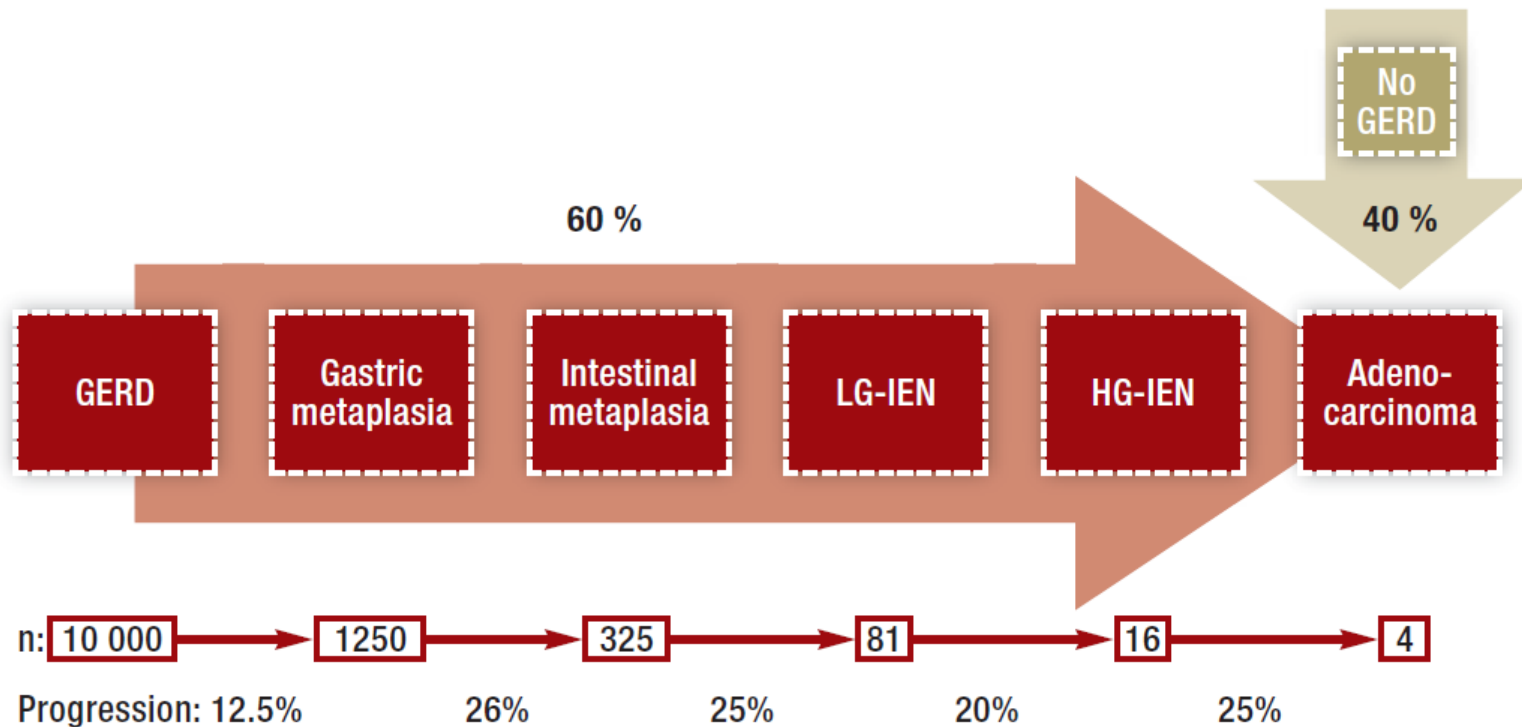 No
GERD
60 %
40 %
GERD
Gastric
metaplasia
Intestinal
metaplasia
LG-IEN
HG-IEN
Adeno-
carcinoma
n: 10 000 1250 325 81 16 4
Progression: 12.5% 26% 25% 20% 25%